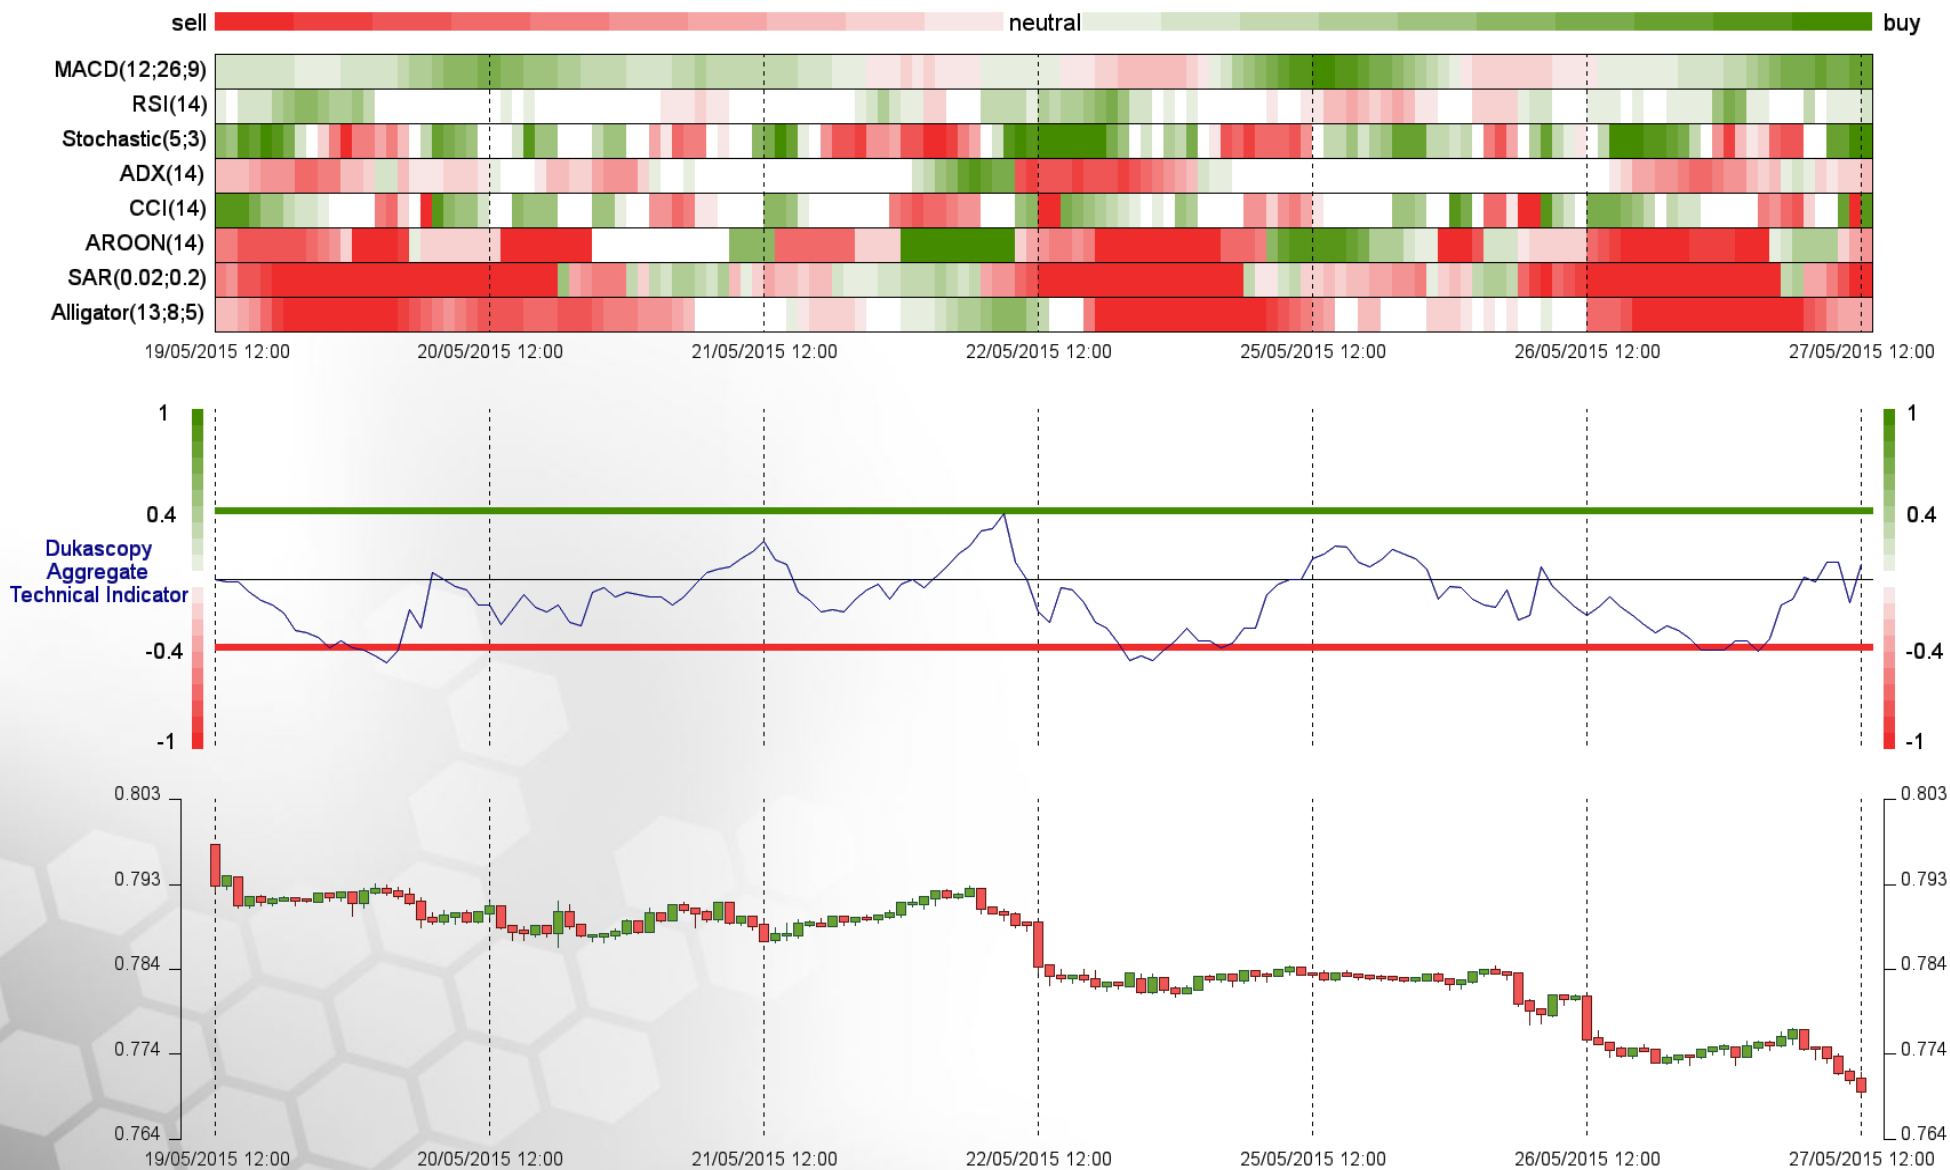 sell neutral buy
MACD(12;26;9)
RSI(14)
Stochastic(5;3)
ADX(14)
CCI(14)
AROON(14)
SAR(0.02;0.2)
Alligator(13;8;5)
19/05/2015 12:00 20/05/2015 12:00 21/05/2015 12:00 22/05/2015 12:00 25/05/2015 12:00 26/05/2015 12:00 27/05/2015 12:00
1 1
0.4 0.4
Dukascopy
Aggregate
Technical Indicator
-0.4 -0.4
-1 -1
0.803 0.803
0.793 0.793
0.784 0.784
0.774 0.774
0.764 0.764
19/05/2015 12:00 20/05/2015 12:00 21/05/2015 12:00 22/05/2015 12:00 25/05/2015 12:00 26/05/2015 12:00 27/05/2015 12:00